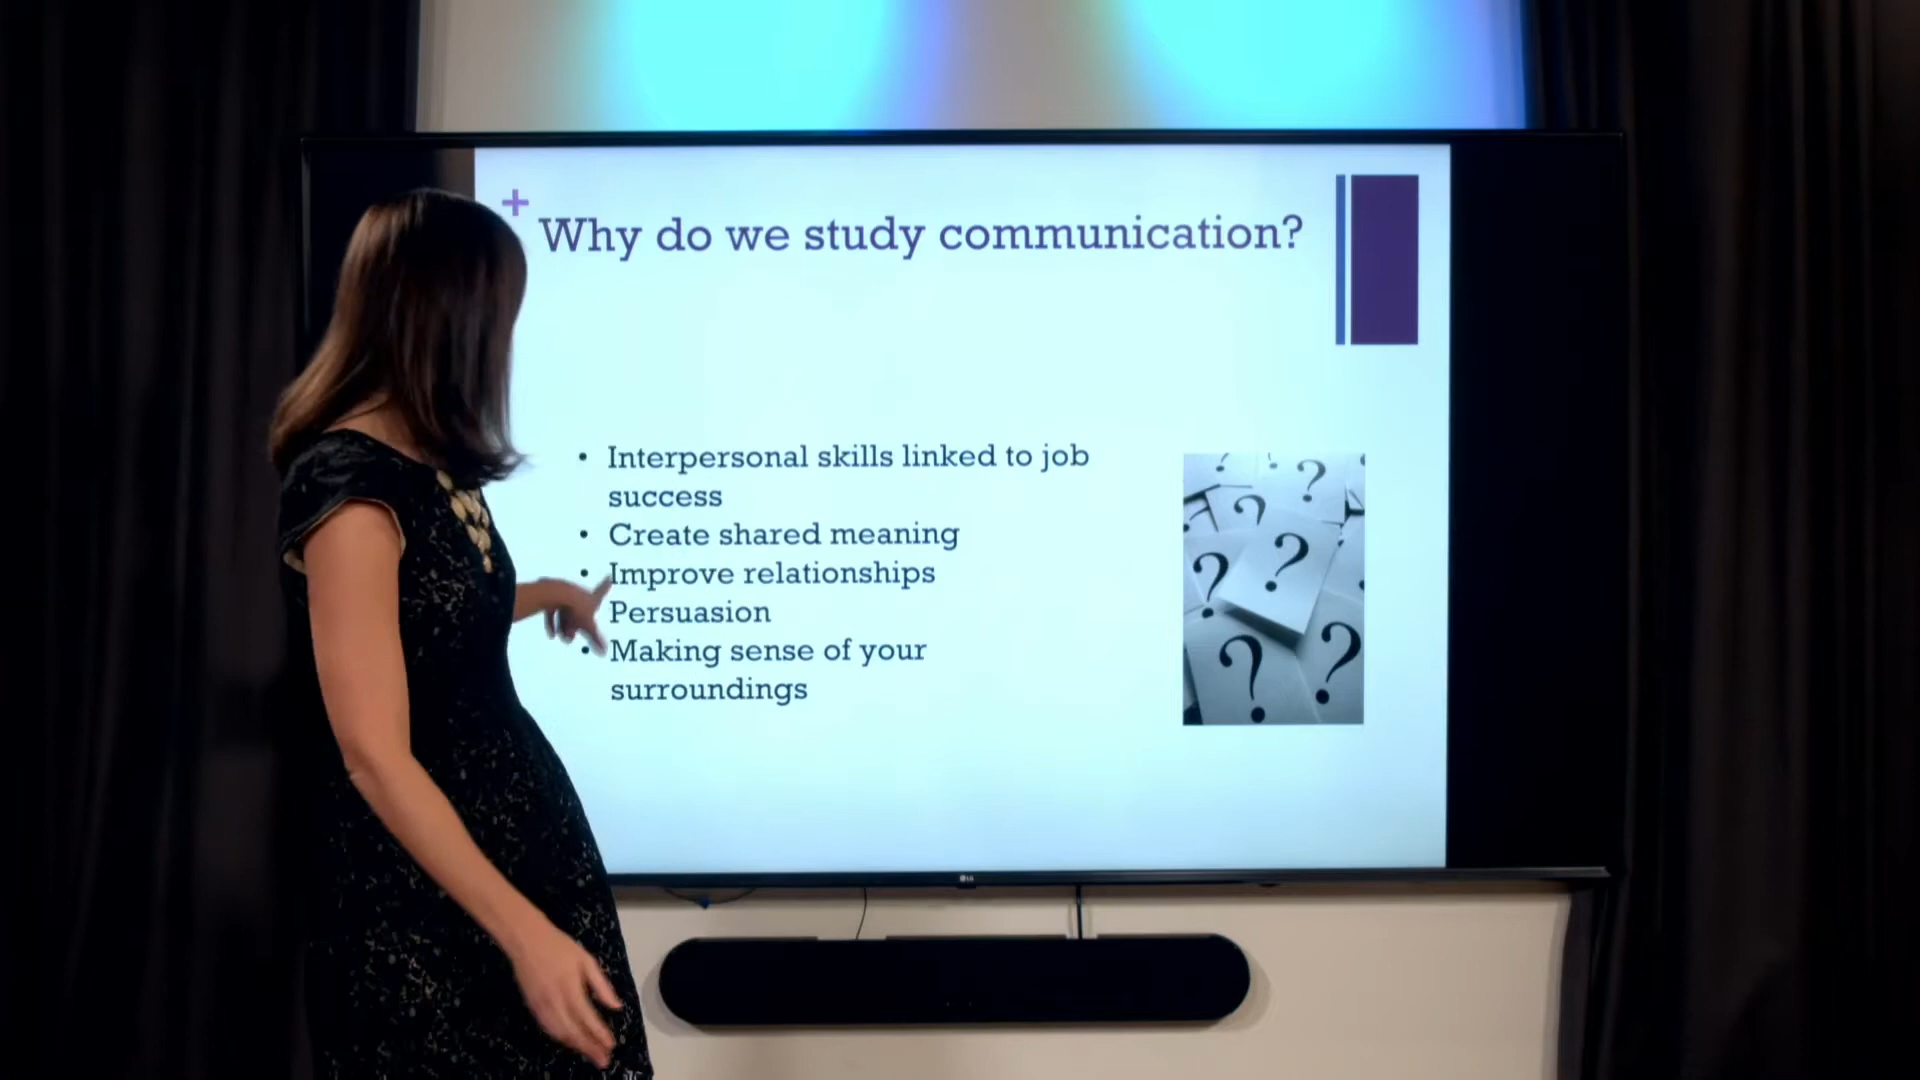 +
Why do we study communication?
• Interpersonal skills linked to job
success
• Create shared meaning
• Improve relationships
Persuasion
• Making sense of your
surroundings
? ? ? ? ? ? ?
LG